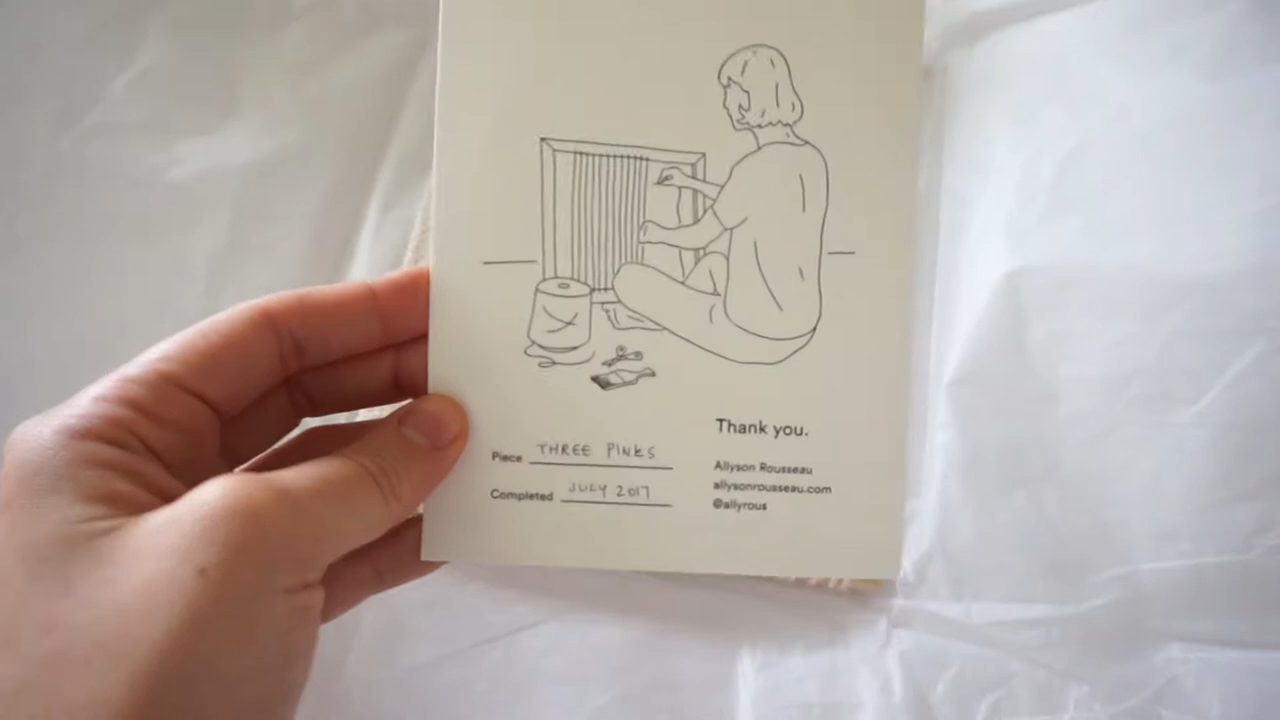 Piece THREE PINKS
Completed JULY 2017
Thank you.
Allyson Rousseau
allysonrousseau.com
@allyrous